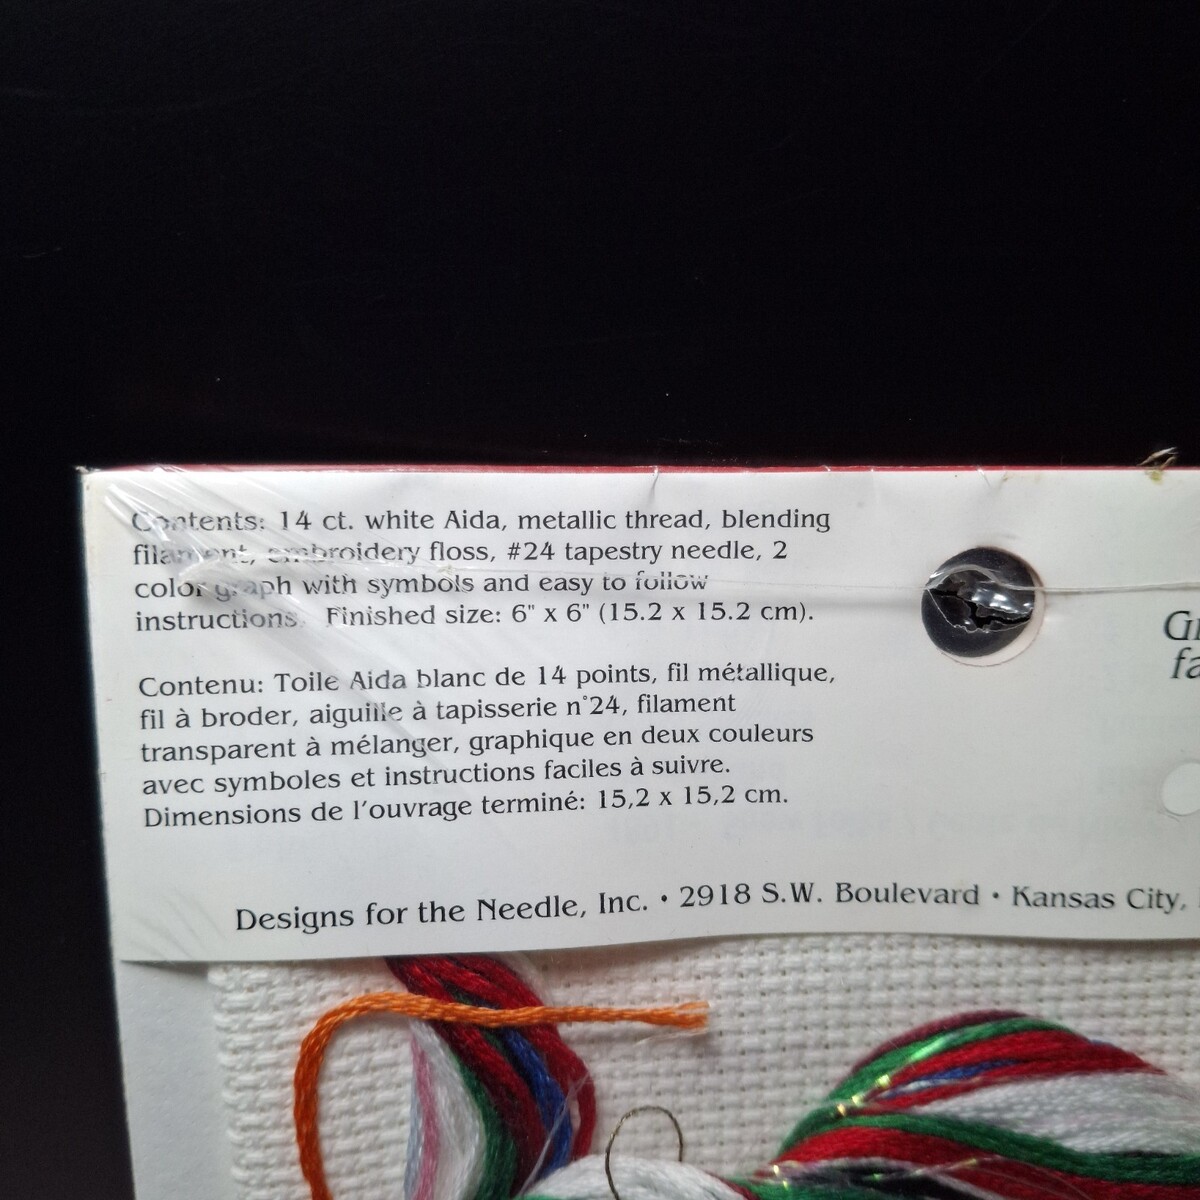 Contents: 14 ct. white Aida, metallic thread, blending
filament, embroidery floss, #24 tapestry needle, 2
color graph with symbols and easy to follow
instructions. Finished size: 6" x 6" (15.2 x 15.2 cm).
Contenu: Toile Aida blanc de 14 points, fil métallique,
fil à broder, aiguille à tapisserie n°24, filament
transparent à mélanger, graphique en deux couleurs
avec symboles et instructions faciles à suivre.
Dimensions de l'ouvrage terminé: 15,2 x 15,2 cm.
Designs for the Needle, Inc. • 2918 S.W. Boulevard • Kansas City,